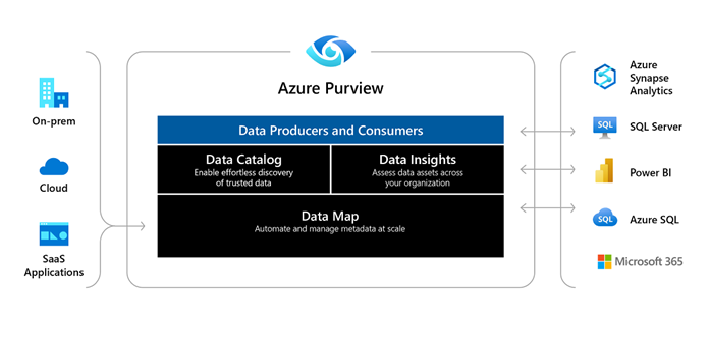 On-prem
Cloud
SaaS
Applications
Azure Purview
Data Producers and Consumers
Data Catalog
Enable effortless discovery
of trusted data
Data Insights
Assess data assets across
your organization
Data Map
Automate and manage metadata at scale
Azure
Synapse
Analytics
SQL
SQL Server
Power BI
SQL
Azure SQL
Microsoft 365